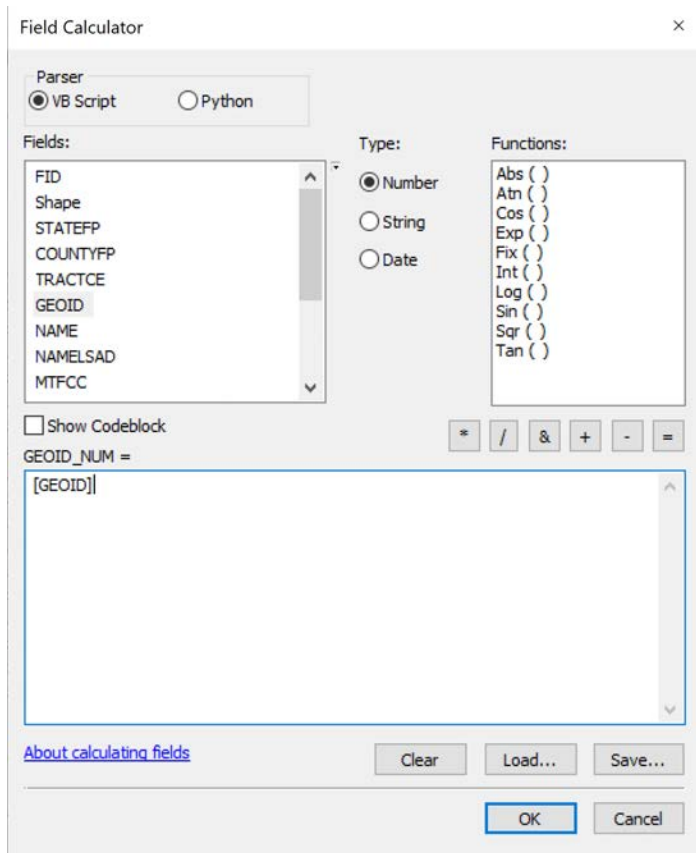 Field Calculator
Parser
VB Script Python
Fields:
FID
Shape
STATEFP
COUNTYFP
TRACTCE
GEOID
NAME
NAMELSAD
MTFCC
Type:
Number
String
Date
Functions:
Abs ( )
Atn ( )
Cos ( )
Exp ( )
Fix ( )
Int ( )
Log ( )
Sin ( )
Sqr ( )
Tan ( )
Show Codeblock
* / & + - =
GEOID_NUM =
[GEOID]
About calculating fields
Clear Load... Save...
OK Cancel